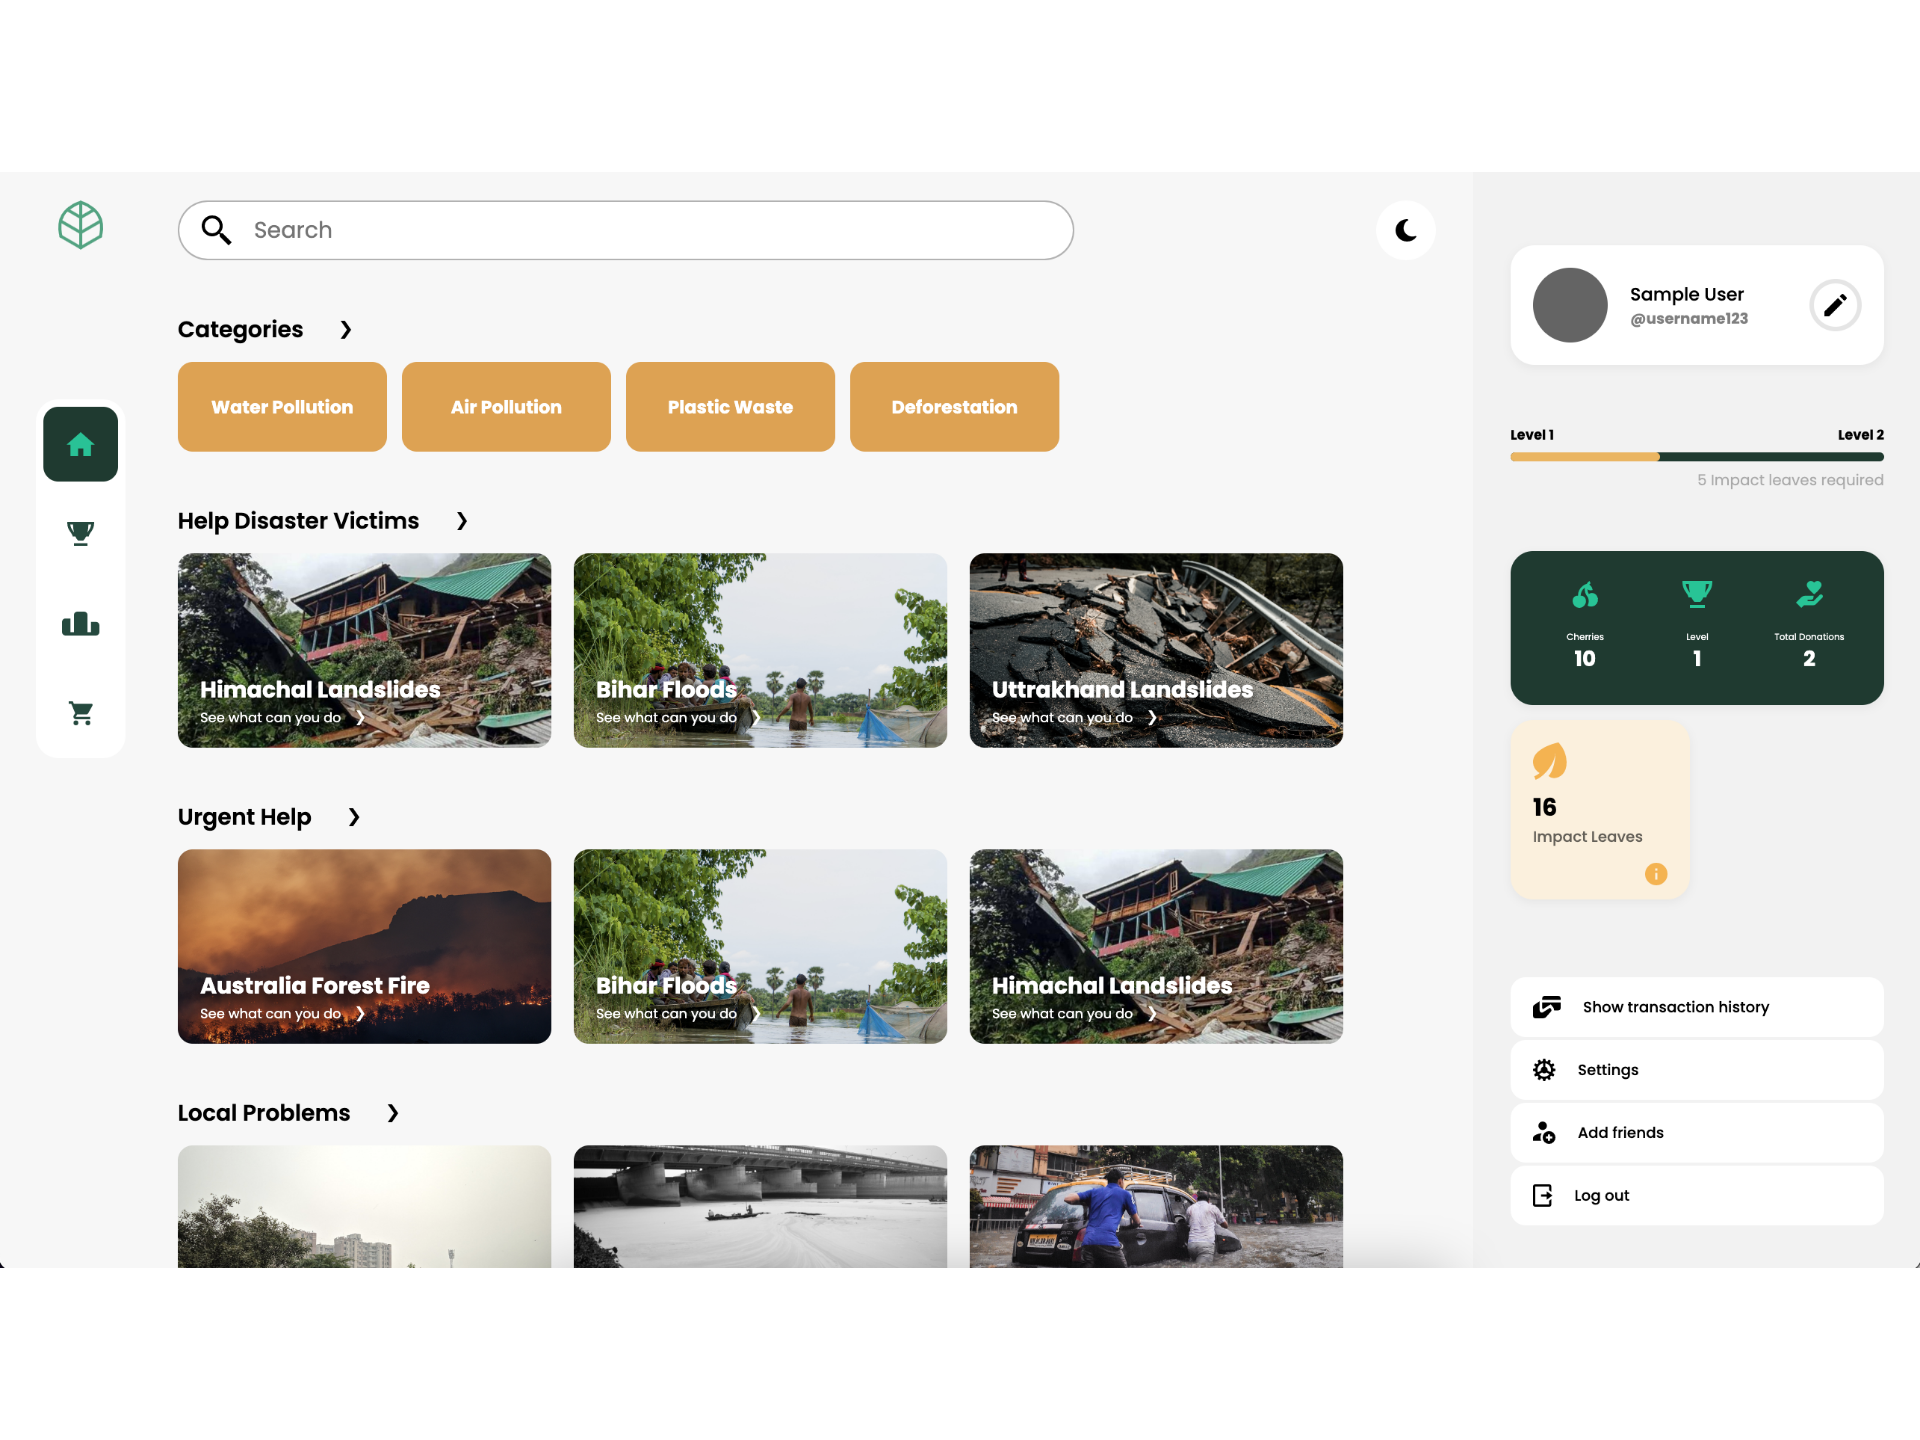 Search
Categories
Water Pollution
Air Pollution
Plastic Waste
Deforestation
Help Disaster Victims
Himachal Landslides
See what can you do
Bihar Floods
See what can you do
Uttrakhand Landslides
See what can you do
Urgent Help
Australia Forest Fire
See what can you do
Bihar Floods
See what can you do
Himachal Landslides
See what can you do
Local Problems
Sample User
@username123
Level 1
Level 2
5 Impact leaves required
Cherries
10
Level
1
Total Donations
2
16
Impact Leaves
Show transaction history
Settings
Add friends
Log out